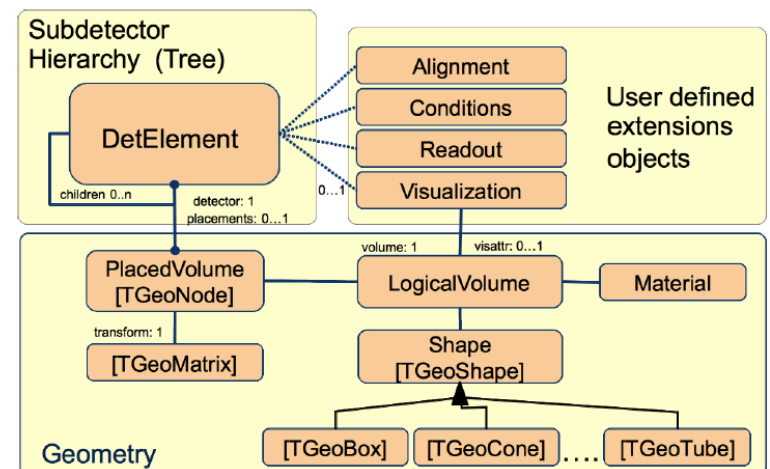 Subdetector
Hierarchy (Tree)
DetElement
children 0..n
detector: 1
placements: 0...1
Alignment
Conditions
Readout
Visualization
0...1
User defined
extensions
objects
volume: 1
visattr: 0...1
PlacedVolume
[TGeoNode]
LogicalVolume
Material
transform: 1
[TGeoMatrix]
Shape
[TGeoShape]
[TGeoBox]
[TGeoCone]
....
[TGeoTube]
Geometry